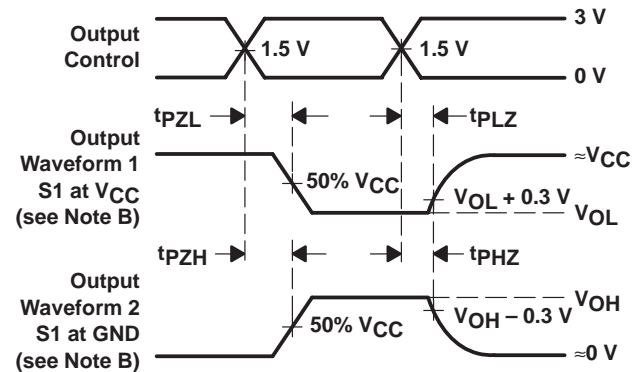 Output
Control
1.5 V
1.5 V
3 V
0 V
tPZL
tPLZ
Output
Waveform 1
S1 at VCC
(see Note B)
50% VCC
≈VCC
VOL + 0.3 V
VOL
tPZH
tPHZ
Output
Waveform 2
S1 at GND
(see Note B)
50% VCC
VOH
VOH – 0.3 V
≈0 V